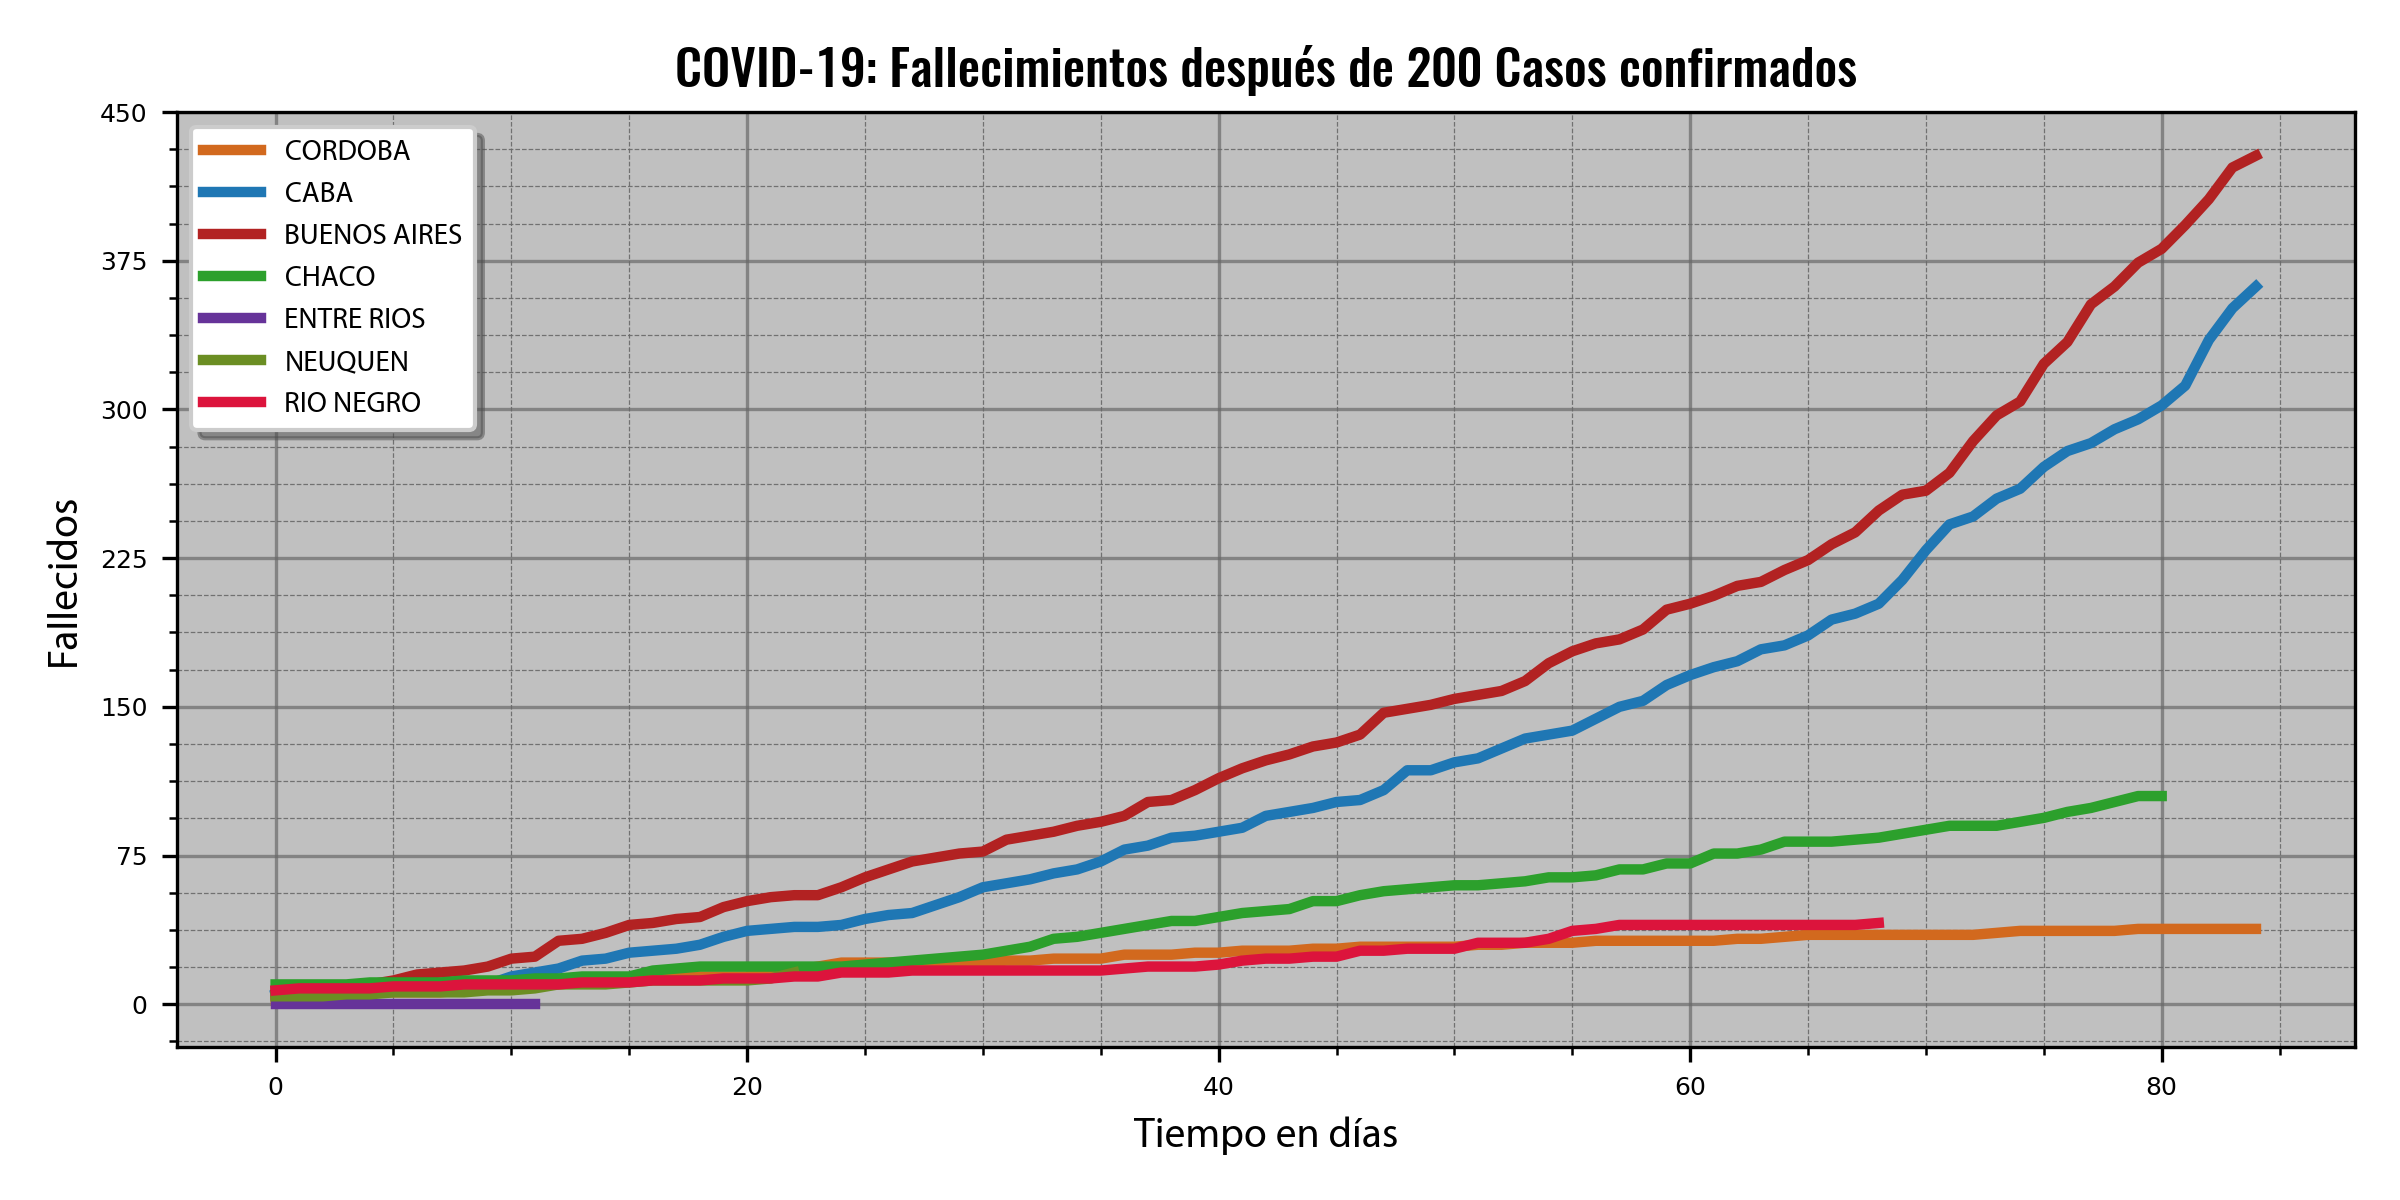 COVID-19: Fallecimientos después de 200 Casos confirmados
450
375
300
225
150
75
0
Fallecidos
CORDOBA
CABA
BUENOS AIRES
CHACO
ENTRE RIOS
NEUQUEN
RIO NEGRO
0 20 40 60 80
Tiempo en días